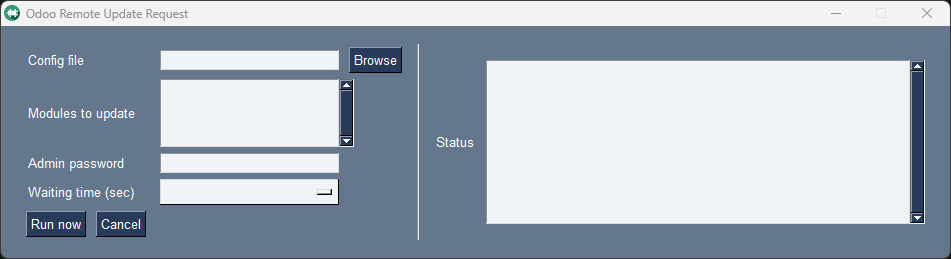 Odoo Remote Update Request
Config file
Browse
Modules to update
Admin password
Waiting time (sec)
Run now
Cancel
Status